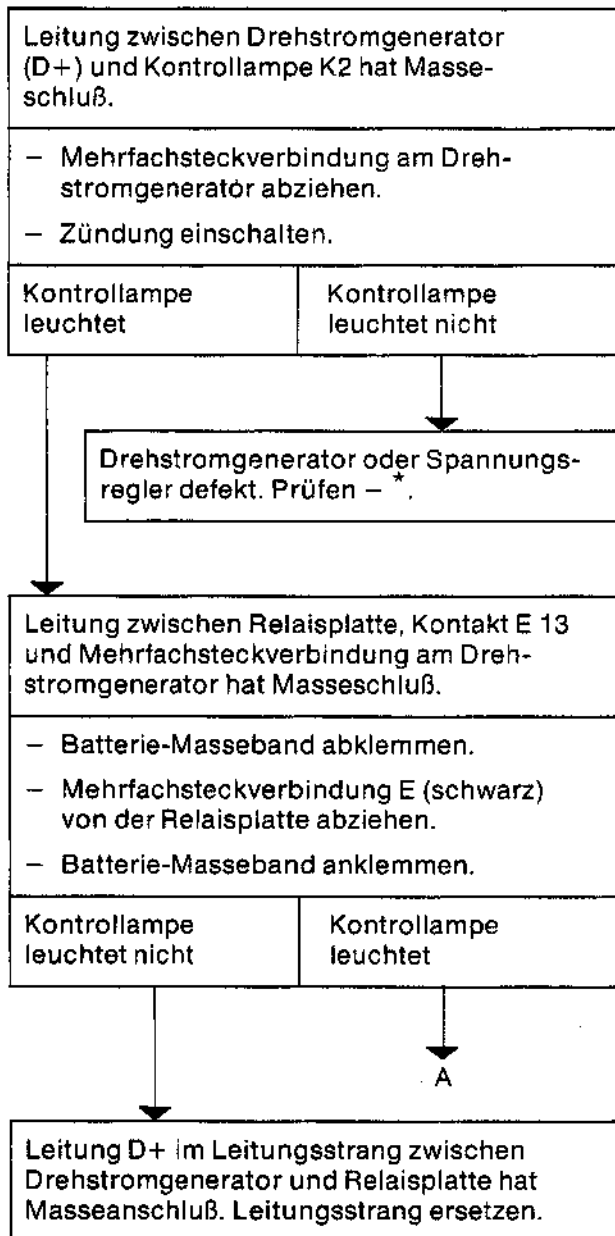 Leitung zwischen Drehstromgenerator
(D+) und Kontrollampe K2 hat Masse-
schluß.
– Mehrfachsteckverbindung am Dreh-
stromgenerator abziehen.
– Zündung einschalten.
Kontrollampe
leuchtet
Kontrollampe
leuchtet nicht
Drehstromgenerator oder Spannungs-
regler defekt. Prüfen – *.
Leitung zwischen Relaisplatte, Kontakt E 13
und Mehrfachsteckverbindung am Dreh-
stromgenerator hat Masseschluß.
– Batterie-Masseband abklemmen.
– Mehrfachsteckverbindung E (schwarz)
von der Relaisplatte abziehen.
– Batterie-Masseband anklemmen.
Kontrollampe
leuchtet nicht
Kontrollampe
leuchtet
A
Leitung D+ im Leitungsstrang zwischen
Drehstromgenerator und Relaisplatte hat
Masseanschluß. Leitungsstrang ersetzen.